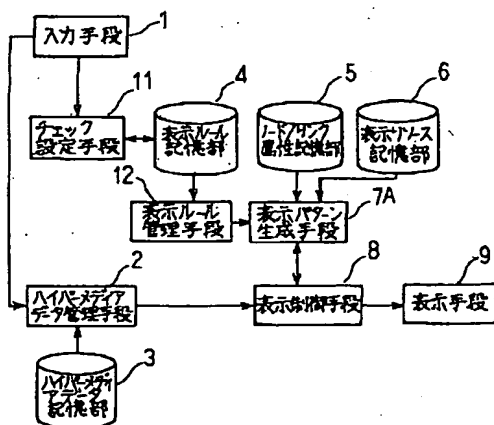 1
入力手段
11
チェック
設定手段
4
表示ルール
記憶部
5
ノード/リンク
属性記憶部
6
表示リソース
記憶部
12
表示ルール
管理手段
7A
表示パターン
生成手段
2
ハイパーメディア
データ管理手段
8
表示制御手段
9
表示手段
3
ハイパーメディ
アデータ
記憶部